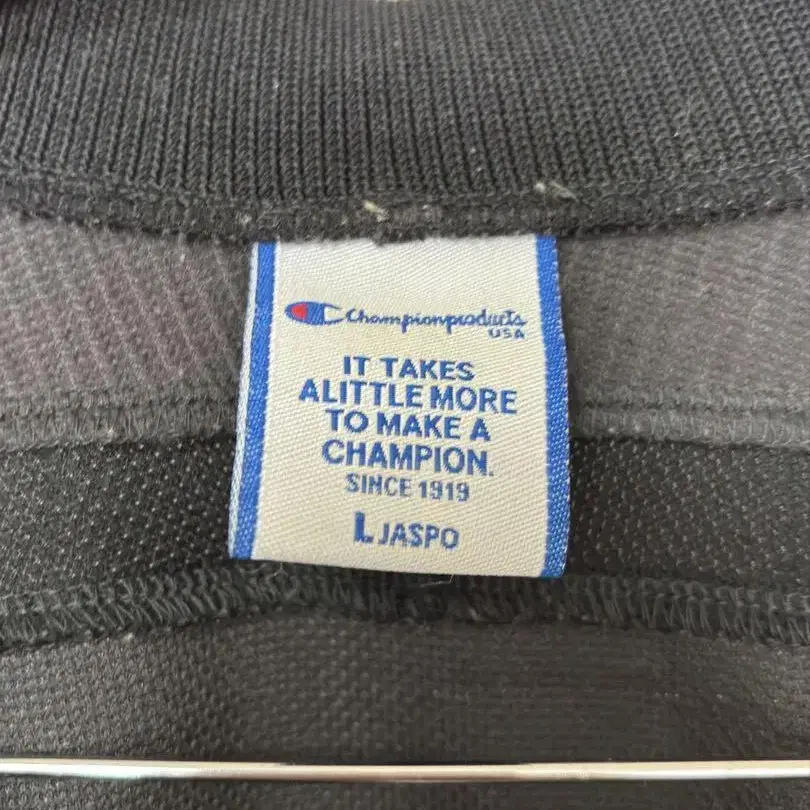 Championproducts
USA
IT TAKES
ALITTLE MORE
TO MAKE A
CHAMPION.
SINCE 1919
L JASPO